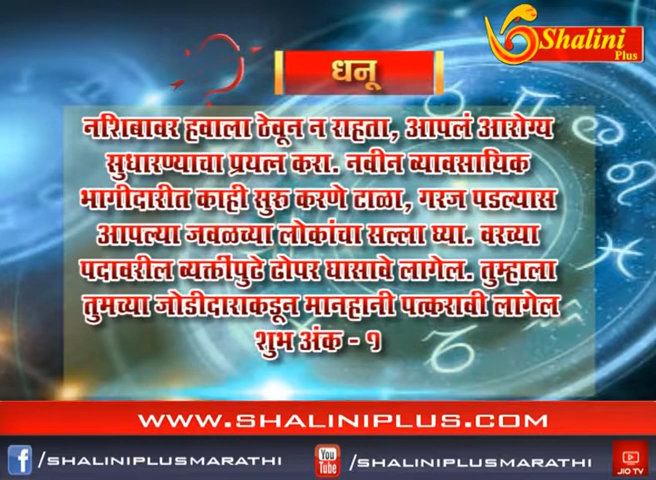 Shalini
Plus
धनू
नशिबावर हवाला ठेवून न राहता, आपलं आरोग्य
सुधारण्याचा प्रयत्न करा. नवीन व्यावसायिक
भागीदारीत काही सुरू करणे टाळा, गरज पडल्यास
आपल्या जवळच्या लोकांचा सल्ला घ्या. वरच्या
पदावरील व्यक्तींपुढे ढोपर घासावे लागेल. तुम्हाला
तुमच्या जोडीदाराकडून मानहानी पत्करावी लागेल
शुभ अंक - १
WWW.SHALINIPLUS.COM
f /SHALINIPLUSMARATHI
You Tube /SHALINIPLUSMARATHI
JIO TV